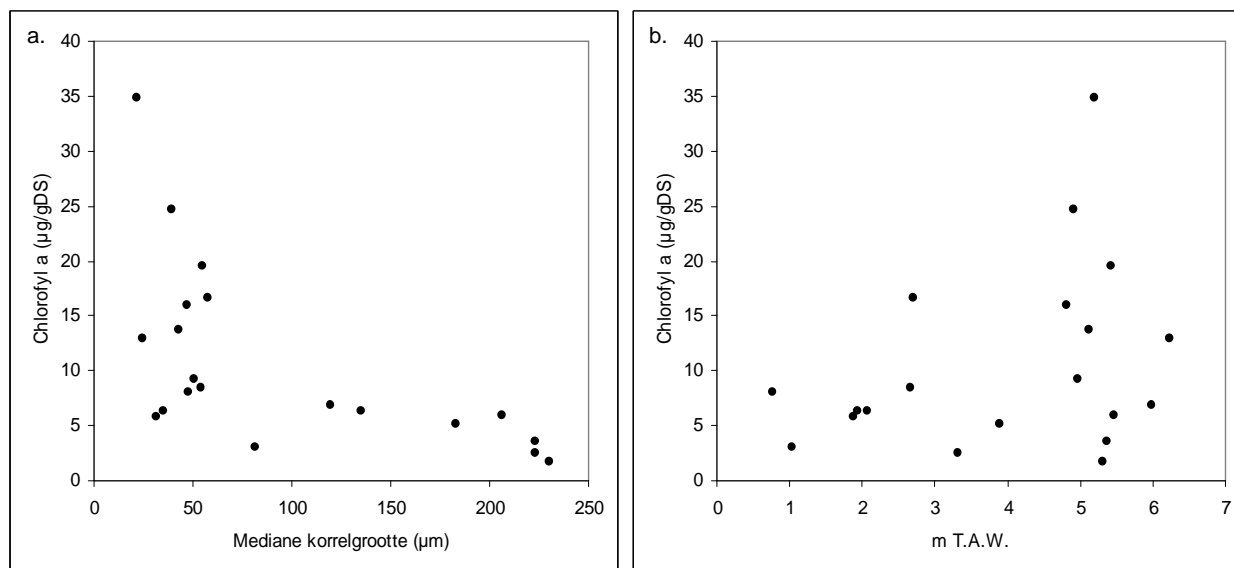 a.
40
35
30
25
20
15
10
5
0
Chlorofyl a (µg/gDS)
0 50 100 150 200 250
Mediane korrelgrootte (µm)
b.
40
35
30
25
20
15
10
5
0
Chlorofyl a (µg/gDS)
0 1 2 3 4 5 6 7
m T.A.W.